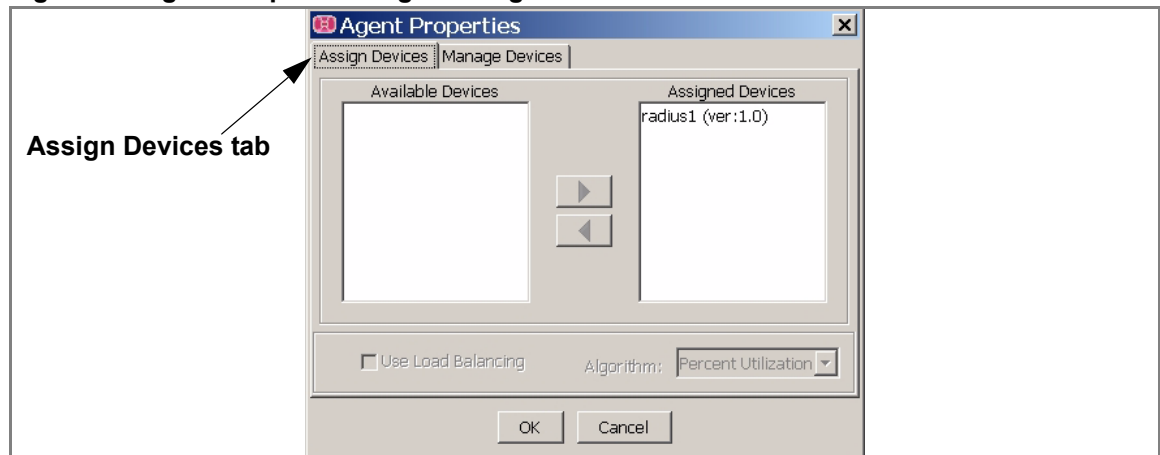 Agent Properties
Assign Devices
Manage Devices
Available Devices
Assigned Devices
radius1 (ver:1.0)
Assign Devices tab
Use Load Balancing
Algorithm:
Percent Utilization
OK
Cancel